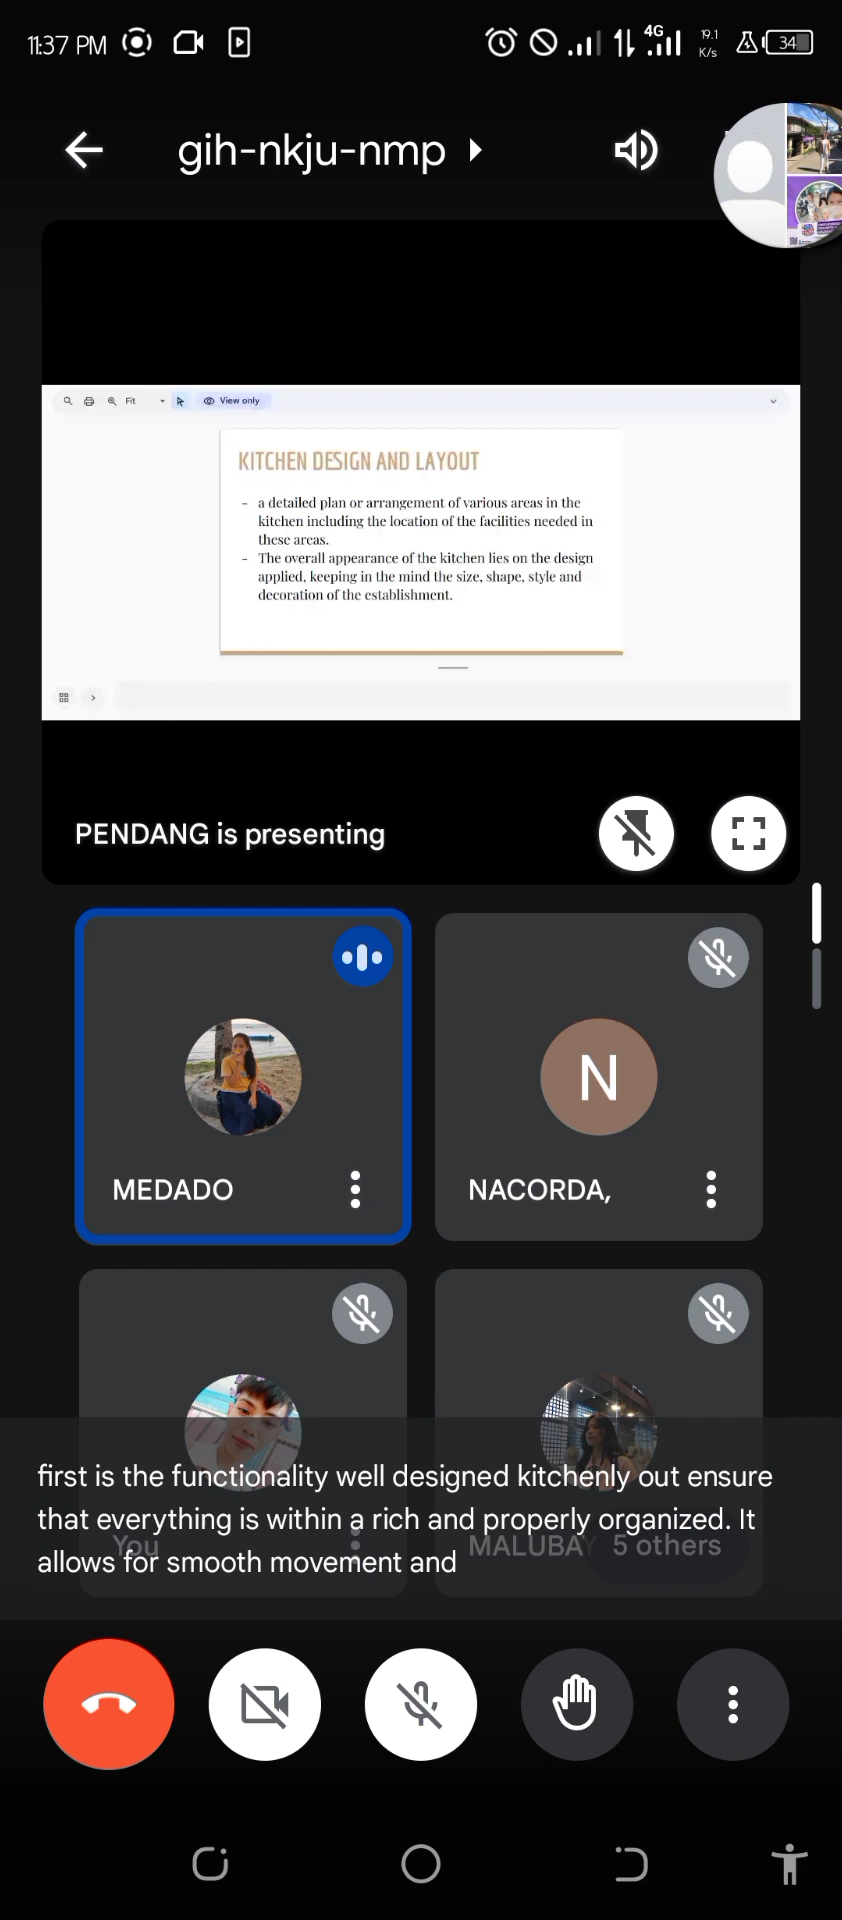 11:37 PM
4G
19.1
K/s
34
gih-nkju-nmp
Fit
View only
KITCHEN DESIGN AND LAYOUT
- a detailed plan or arrangement of various areas in the
kitchen including the location of the facilities needed in
these areas.
- The overall appearance of the kitchen lies on the design
applied, keeping in the mind the size, shape, style and
decoration of the establishment.
PENDANG is presenting
MEDADO
N
NACORDA,
first is the functionality well designed kitchenly out ensure
that everything is within a rich and properly organized. It
allows for smooth movement and
You
MALUBAY
5 others